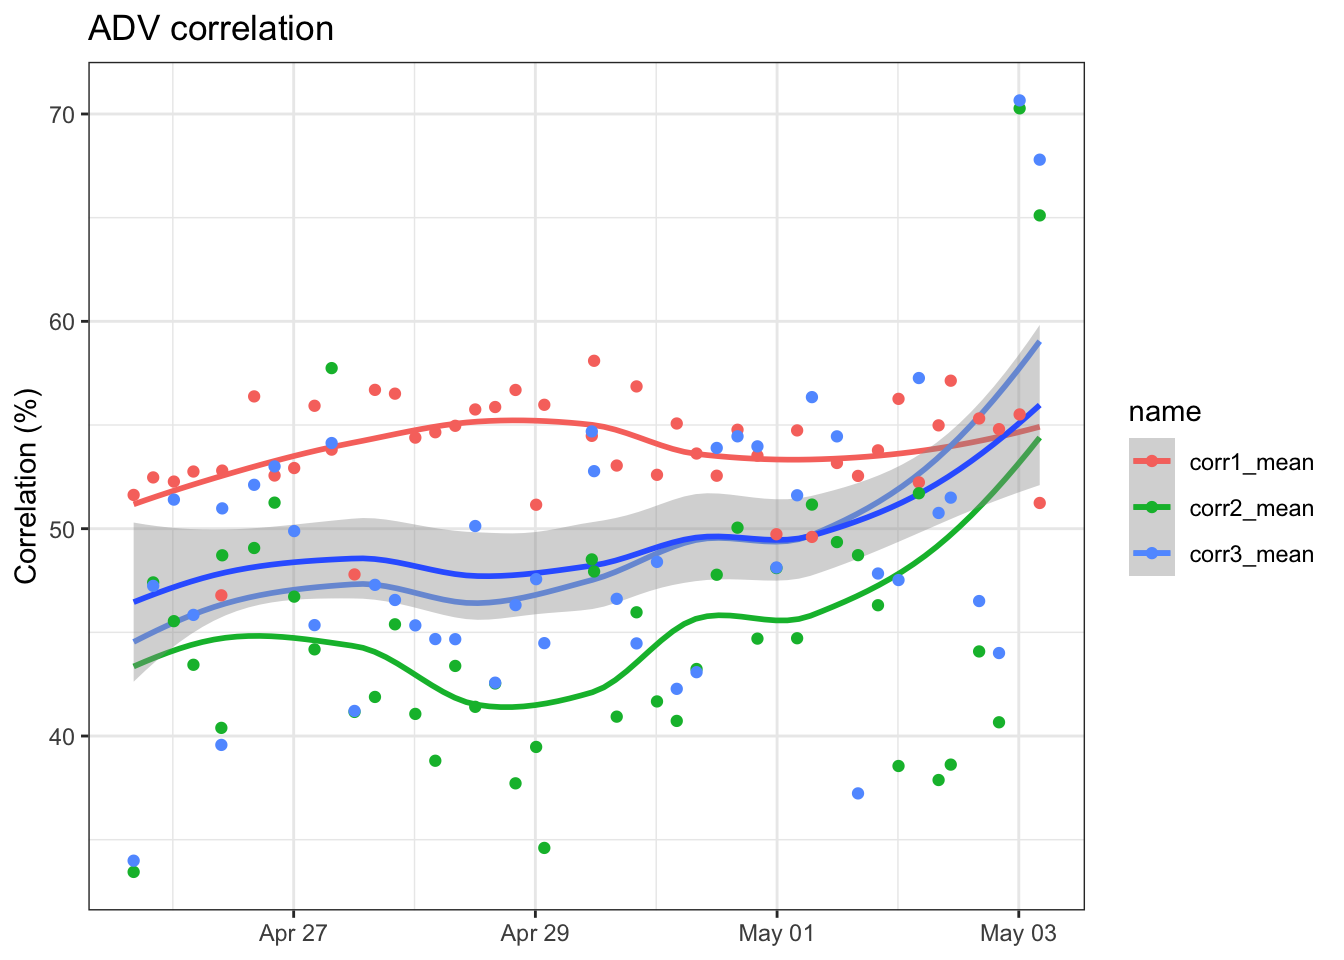 ADV correlation
Correlation (%)
70
60
50
40
Apr 27
Apr 29
May 01
May 03
name
corr1_mean
corr2_mean
corr3_mean